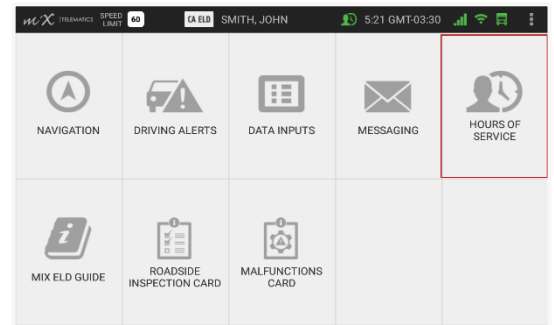 miX TELEMATICS SPEED LIMIT 60 CA ELD SMITH, JOHN 5:21 GMT-03:30
NAVIGATION
DRIVING ALERTS
DATA INPUTS
MESSAGING
HOURS OF
SERVICE
MIX ELD GUIDE
ROADSIDE
INSPECTION CARD
MALFUNCTIONS
CARD